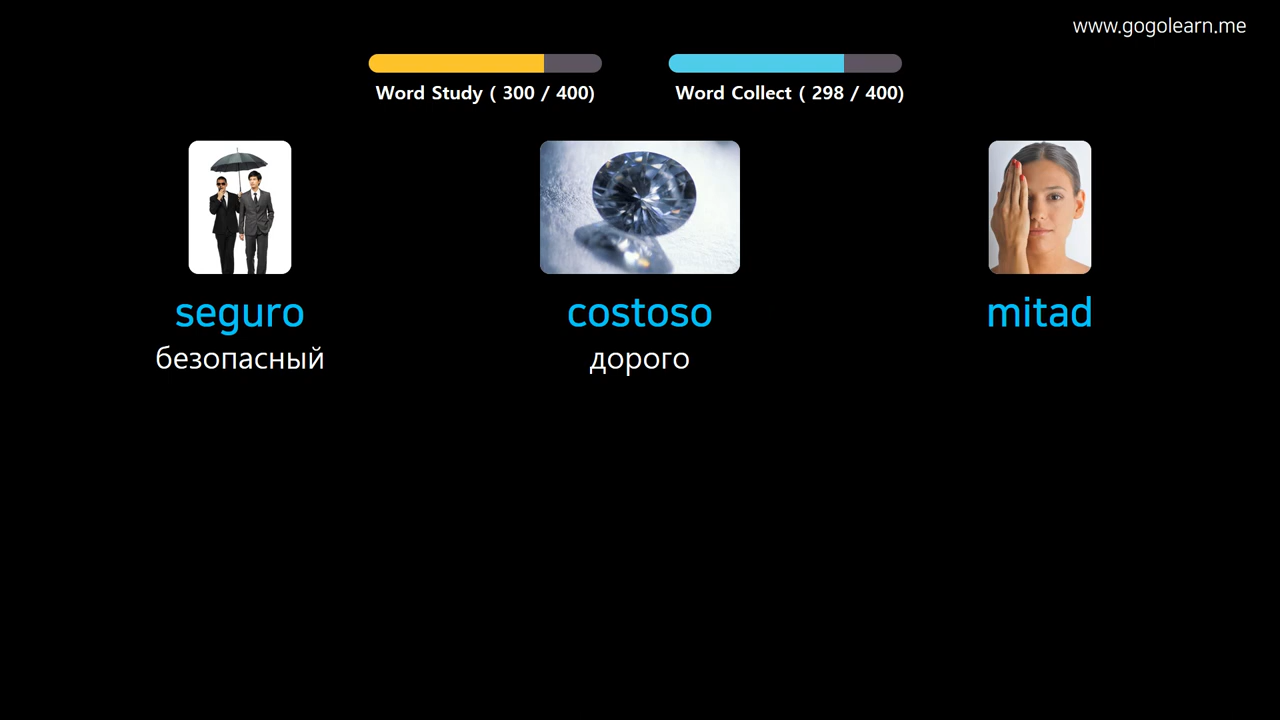 www.gogolearn.me
Word Study ( 300 / 400)
Word Collect ( 298 / 400)
seguro
безопасный
costoso
дорого
mitad